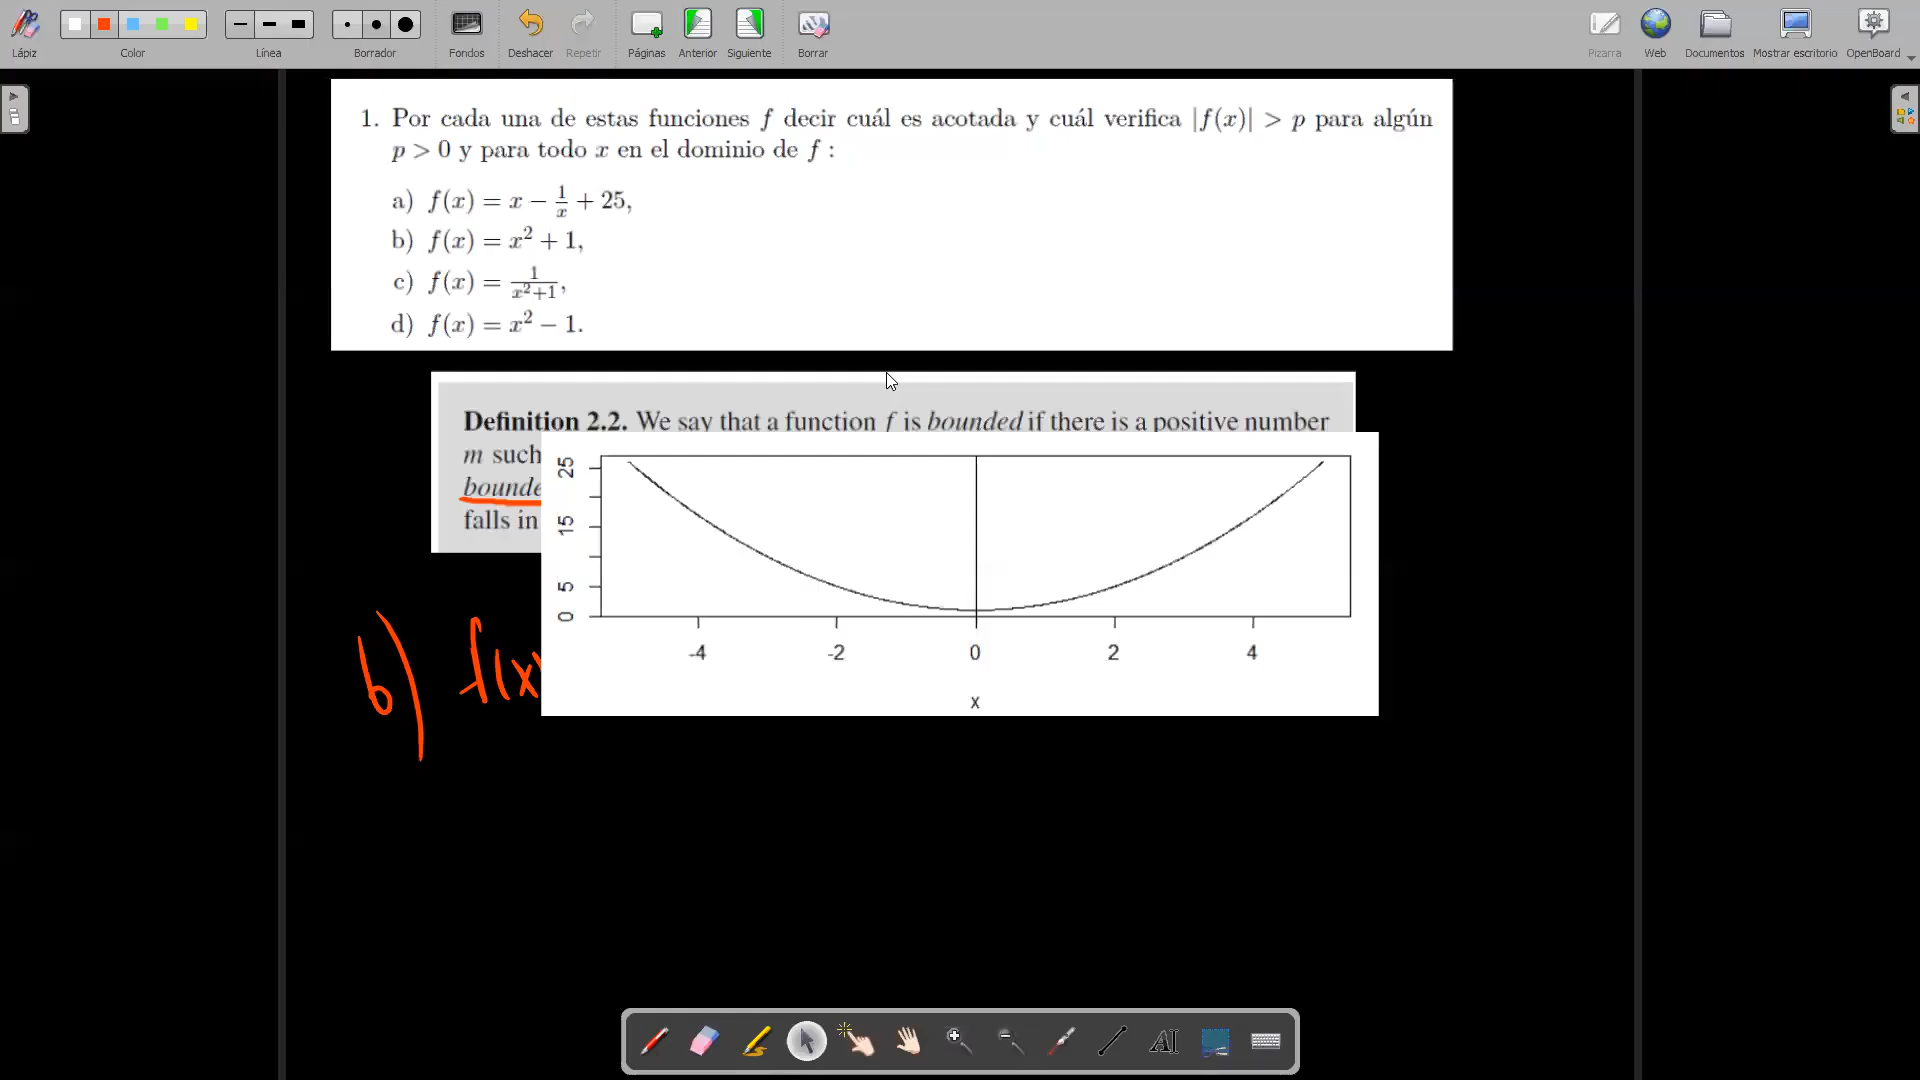 Lápiz Color Línea Borrador Fondos Deshacer Repetir Páginas Anterior Siguiente Borrar Pizarra Web Documentos Mostrar escritorio OpenBoard
1. Por cada una de estas funciones f decir cuál es acotada y cuál verifica |f(x)| > p para algún
p > 0 y para todo x en el dominio de f :
a) f(x) = x − 1/x + 25,
b) f(x) = x² + 1,
c) f(x) = 1/(x²+1),
d) f(x) = x² − 1.
Definition 2.2. We say that a function f is bounded if there is a positive number
m such
bounde
falls in
25
15
5
0
-4 -2 0 2 4
x
b) f(x)
AI